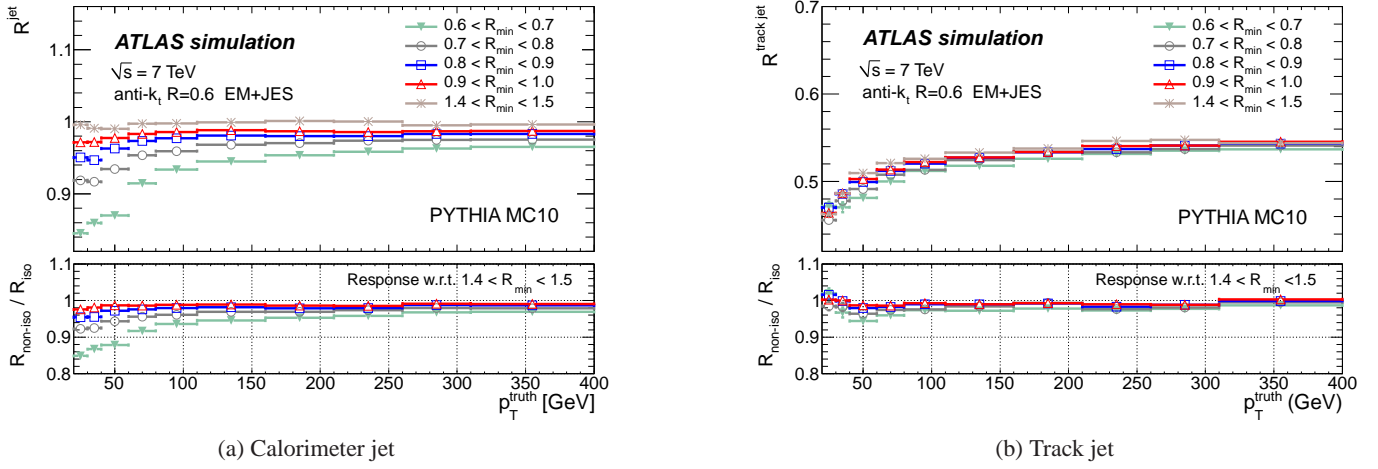 R^jet
1.1
1
0.9
ATLAS simulation
√s = 7 TeV
anti-k_t R=0.6 EM+JES
0.6 < R_min < 0.7
0.7 < R_min < 0.8
0.8 < R_min < 0.9
0.9 < R_min < 1.0
1.4 < R_min < 1.5
PYTHIA MC10
R_non-iso / R_iso
1.1
1
0.9
0.8
Response w.r.t. 1.4 < R_min < 1.5
50 100 150 200 250 300 350 400
p_T^truth [GeV]
(a) Calorimeter jet
R^track jet
0.7
0.6
0.5
ATLAS simulation
√s = 7 TeV
anti-k_t R=0.6 EM+JES
0.6 < R_min < 0.7
0.7 < R_min < 0.8
0.8 < R_min < 0.9
0.9 < R_min < 1.0
1.4 < R_min < 1.5
PYTHIA MC10
R_non-iso / R_iso
1.1
1
0.9
0.8
Response w.r.t. 1.4 < R_min <1.5
50 100 150 200 250 300 350 400
p_T^truth (GeV)
(b) Track jet